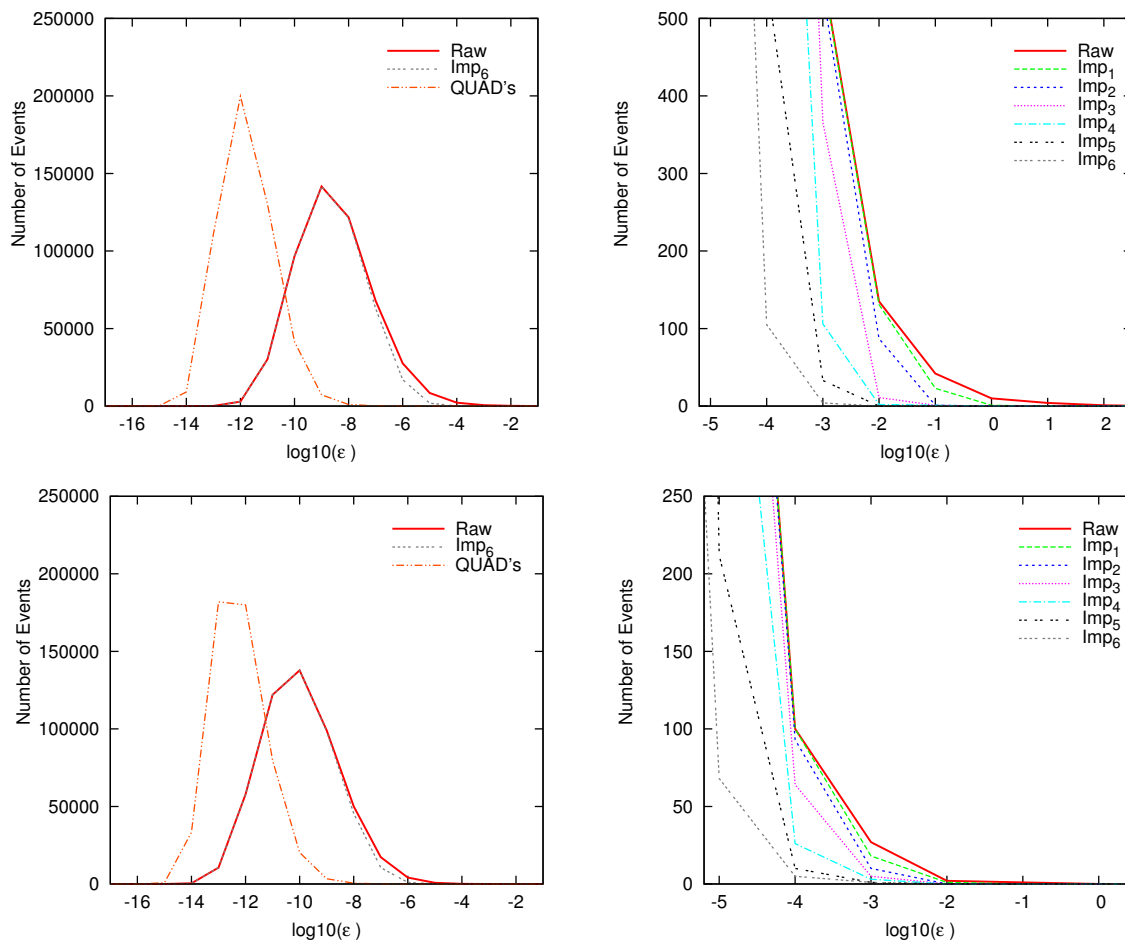 250000
200000
150000
100000
50000
0
Number of Events
-16 -14 -12 -10 -8 -6 -4 -2
log10(ε )
Raw
Imp6
QUAD's
500
400
300
200
100
0
Number of Events
-5 -4 -3 -2 -1 0 1 2
log10(ε )
Raw
Imp1
Imp2
Imp3
Imp4
Imp5
Imp6
250000
200000
150000
100000
50000
0
Number of Events
-16 -14 -12 -10 -8 -6 -4 -2
log10(ε )
Raw
Imp6
QUAD's
250
200
150
100
50
0
Number of Events
-5 -4 -3 -2 -1 0
log10(ε )
Raw
Imp1
Imp2
Imp3
Imp4
Imp5
Imp6